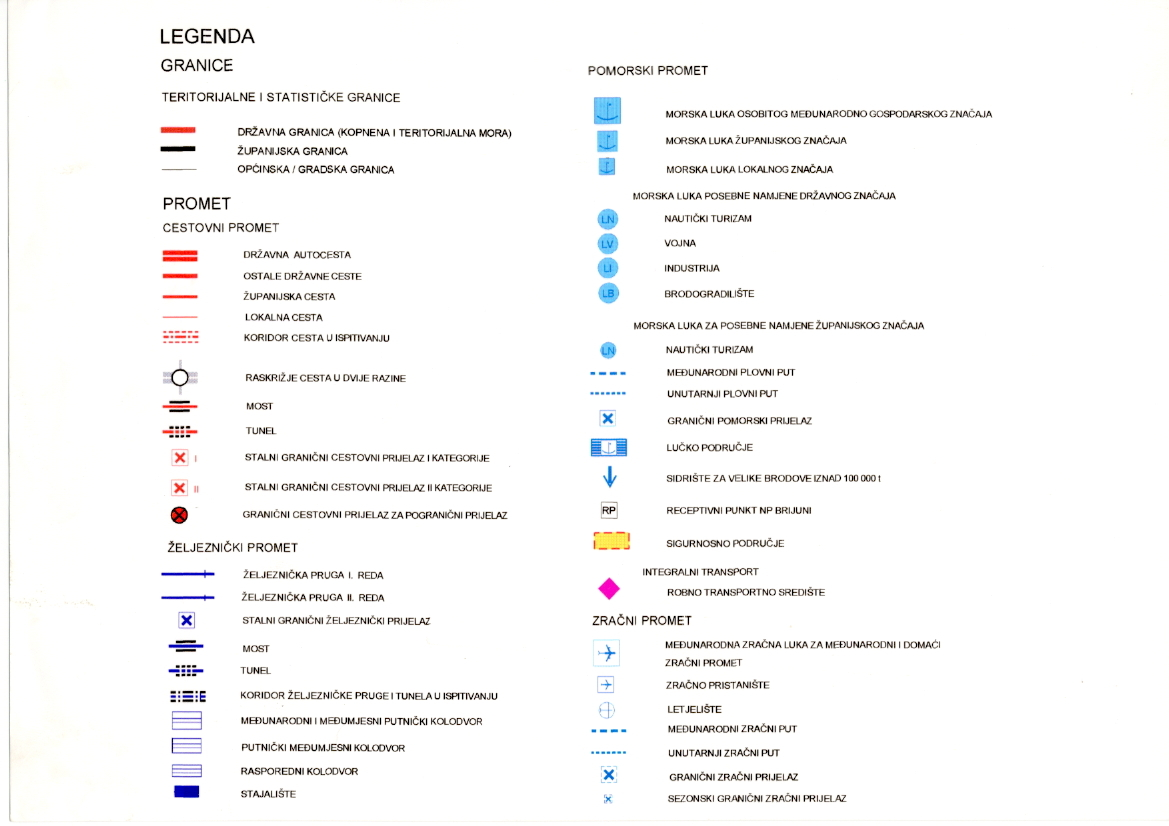 LEGENDA
GRANICE
TERITORIJALNE I STATISTIČKE GRANICE
DRŽAVNA GRANICA (KOPNENA I TERITORIJALNA MORA)
ŽUPANIJSKA GRANICA
OPĆINSKA / GRADSKA GRANICA
PROMET
CESTOVNI PROMET
DRŽAVNA AUTOCESTA
OSTALE DRŽAVNE CESTE
ŽUPANIJSKA CESTA
LOKALNA CESTA
KORIDOR CESTA U ISPITIVANJU
RASKRIŽJE CESTA U DVIJE RAZINE
MOST
TUNEL
I STALNI GRANIČNI CESTOVNI PRIJELAZ I KATEGORIJE
II STALNI GRANIČNI CESTOVNI PRIJELAZ II KATEGORIJE
GRANIČNI CESTOVNI PRIJELAZ ZA POGRANIČNI PRIJELAZ
ŽELJEZNIČKI PROMET
ŽELJEZNIČKA PRUGA I. REDA
ŽELJEZNIČKA PRUGA II. REDA
STALNI GRANIČNI ŽELJEZNIČKI PRIJELAZ
MOST
TUNEL
KORIDOR ŽELJEZNIČKE PRUGE I TUNELA U ISPITIVANJU
MEĐUNARODNI I MEĐUMJESNI PUTNIČKI KOLODVOR
PUTNIČKI MEĐUMJESNI KOLODVOR
RASPOREDNI KOLODVOR
STAJALIŠTE
POMORSKI PROMET
MORSKA LUKA OSOBITOG MEĐUNARODNO GOSPODARSKOG ZNAČAJA
MORSKA LUKA ŽUPANIJSKOG ZNAČAJA
MORSKA LUKA LOKALNOG ZNAČAJA
MORSKA LUKA POSEBNE NAMJENE DRŽAVNOG ZNAČAJA
LN NAUTIČKI TURIZAM
LV VOJNA
LI INDUSTRIJA
LB BRODOGRADILIŠTE
MORSKA LUKA ZA POSEBNE NAMJENE ŽUPANIJSKOG ZNAČAJA
LN NAUTIČKI TURIZAM
MEĐUNARODNI PLOVNI PUT
UNUTARNJI PLOVNI PUT
GRANIČNI POMORSKI PRIJELAZ
LUČKO PODRUČJE
SIDRIŠTE ZA VELIKE BRODOVE IZNAD 100 000 t
RP RECEPTIVNI PUNKT NP BRIJUNI
SIGURNOSNO PODRUČJE
INTEGRALNI TRANSPORT
ROBNO TRANSPORTNO SREDIŠTE
ZRAČNI PROMET
MEĐUNARODNA ZRAČNA LUKA ZA MEĐUNARODNI I DOMAĆI
ZRAČNI PROMET
ZRAČNO PRISTANIŠTE
LETJELIŠTE
MEĐUNARODNI ZRAČNI PUT
UNUTARNJI ZRAČNI PUT
GRANIČNI ZRAČNI PRIJELAZ
SEZONSKI GRANIČNI ZRAČNI PRIJELAZ